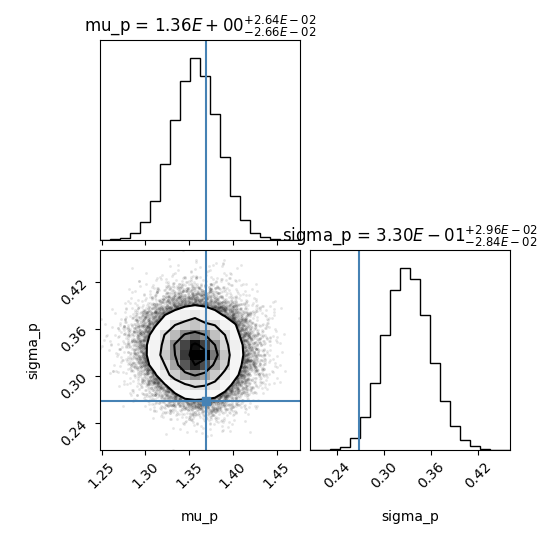 mu_p = 1.36E+00+2.64E−02−2.66E−02
sigma_p = 3.30E−01+2.96E−02−2.84E−02
0.42
0.36
0.30
0.24
sigma_p
1.25 1.30 1.35 1.40 1.45
0.24 0.30 0.36 0.42
mu_p
sigma_p